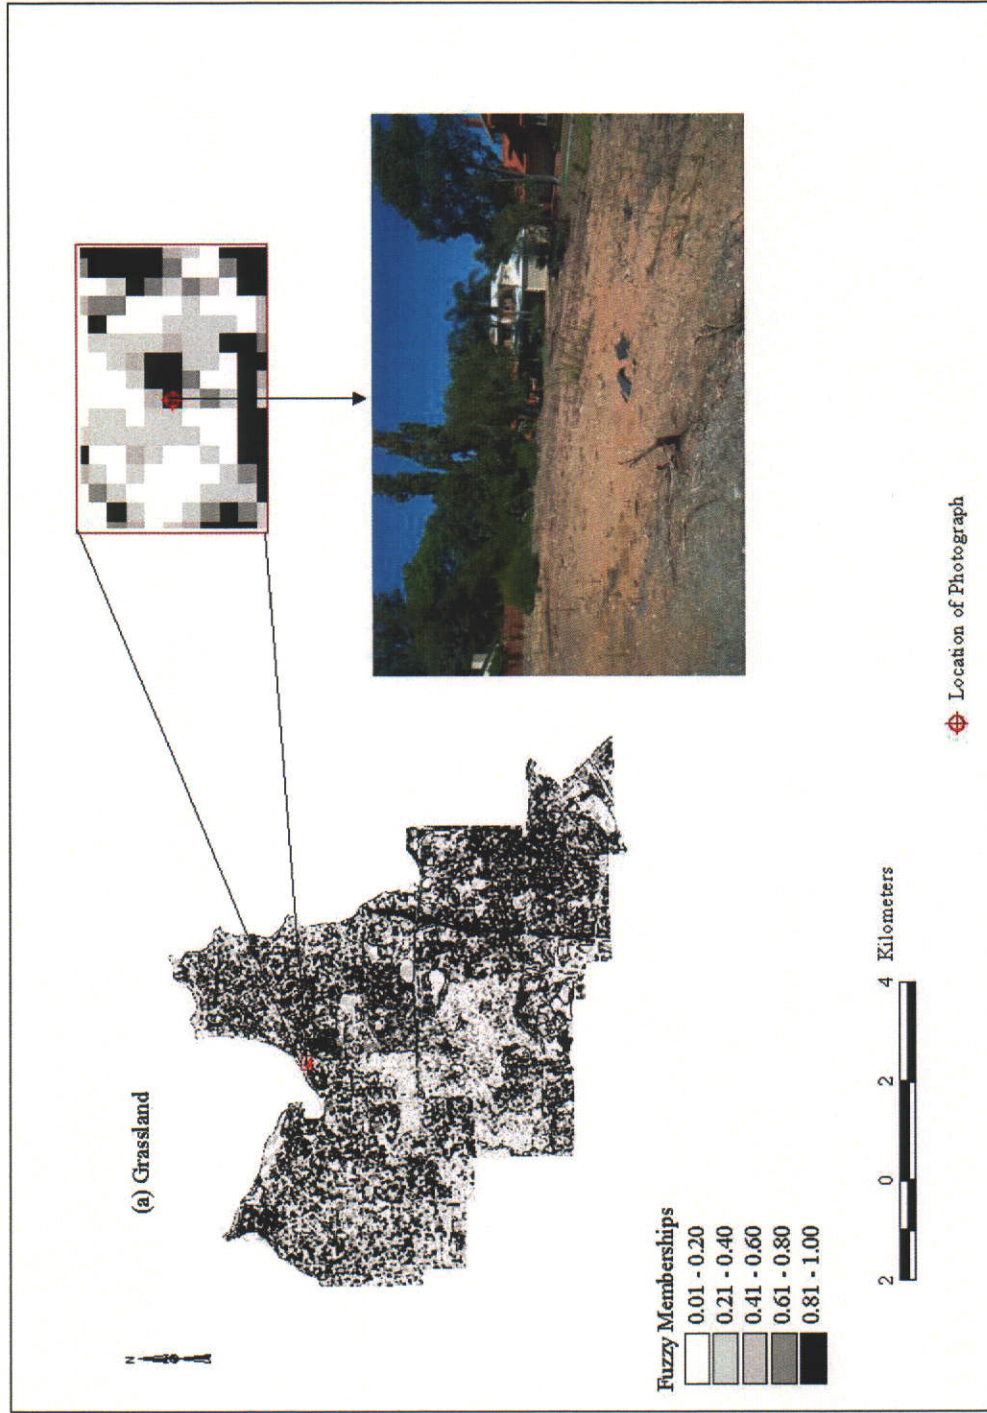 N
(a) Grassland
Fuzzy Memberships
0.01 - 0.20
0.21 - 0.40
0.41 - 0.60
0.61 - 0.80
0.81 - 1.00
2 0 2 4 Kilometers
Location of Photograph